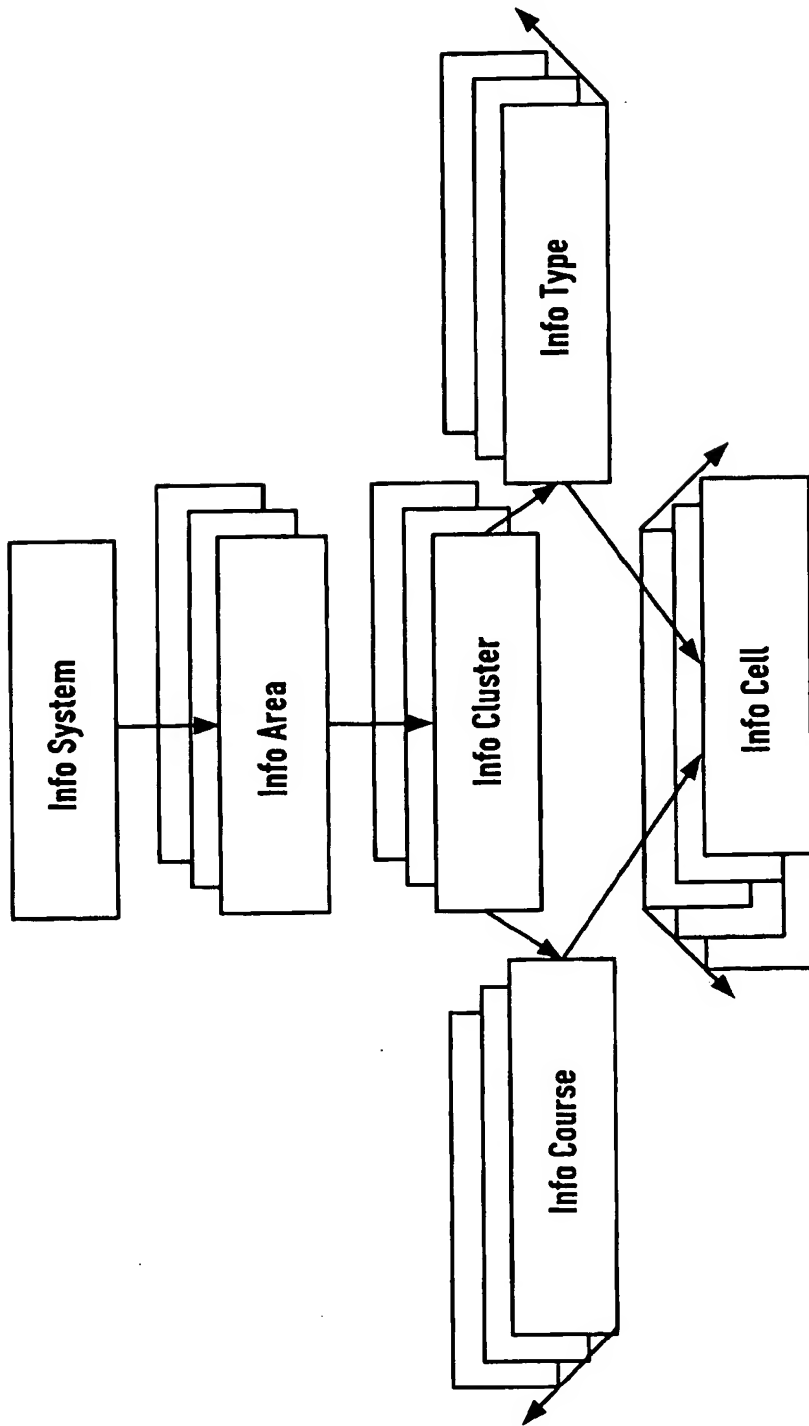 Info System
Info Area
Info Cluster
Info Course
Info Type
Info Cell